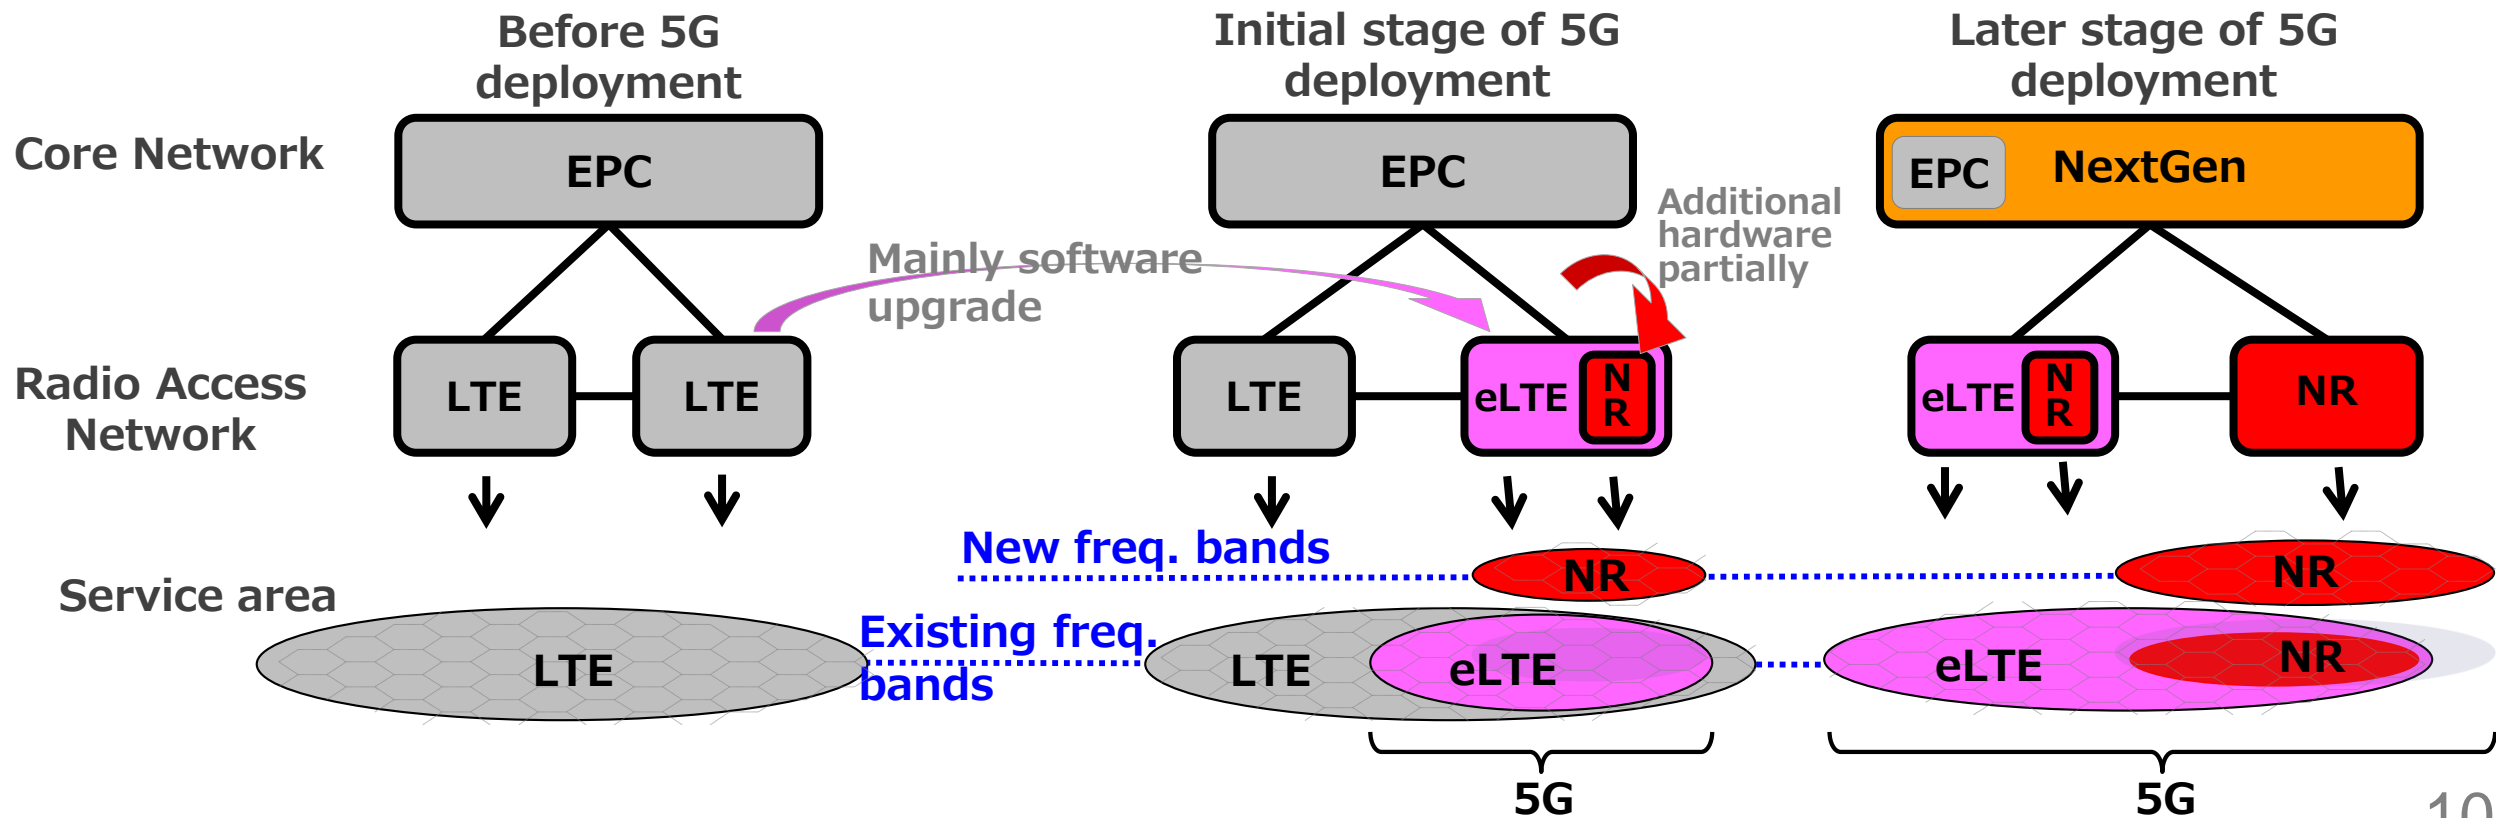 Before 5G
deployment
Initial stage of 5G
deployment
Later stage of 5G
deployment
Core Network
EPC
EPC
EPC
NextGen
Additional
hardware
partially
Mainly software
upgrade
Radio Access
Network
LTE
LTE
LTE
eLTE
N
R
eLTE
N
R
NR
New freq. bands
NR
NR
Service area
Existing freq.
bands
LTE
LTE
eLTE
eLTE
NR
5G
5G
10